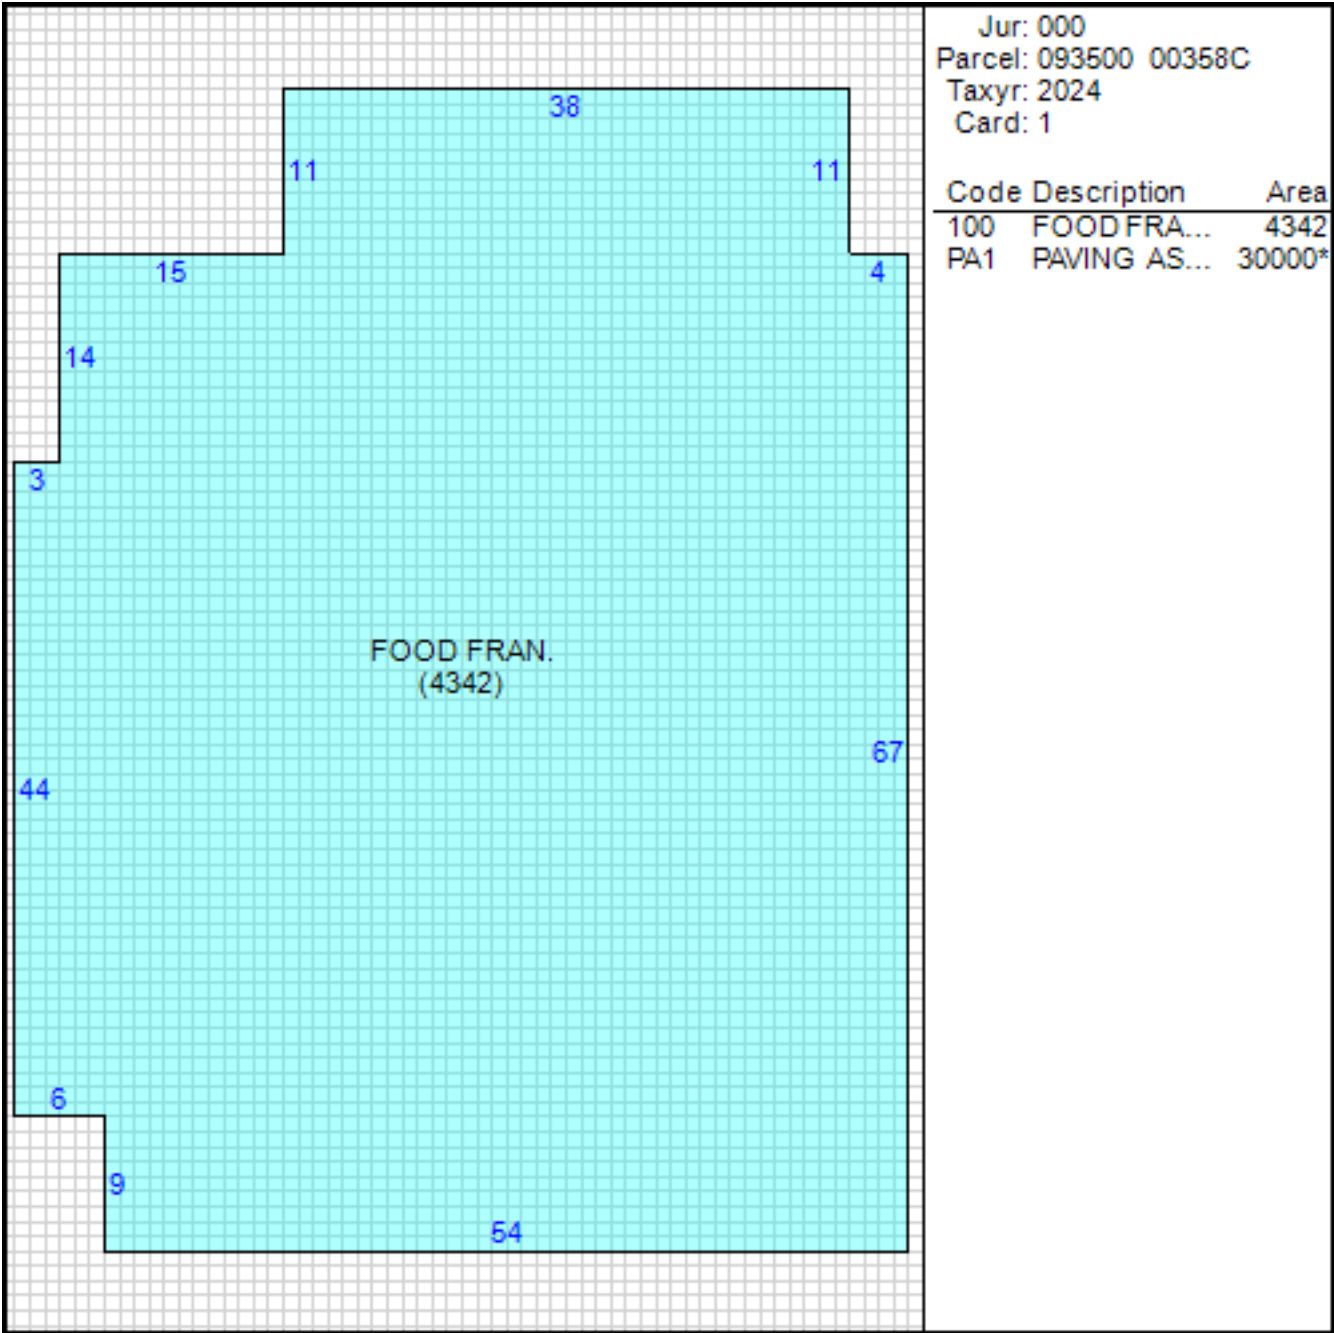 Jur: 000
Parcel: 093500 00358C
Taxyr: 2024
Card: 1
Code Description Area
100 FOOD FRA... 4342
PA1 PAVING AS... 30000*
38
11 11
15 4
14
3
FOOD FRAN.
(4342)
67
44
6
9
54